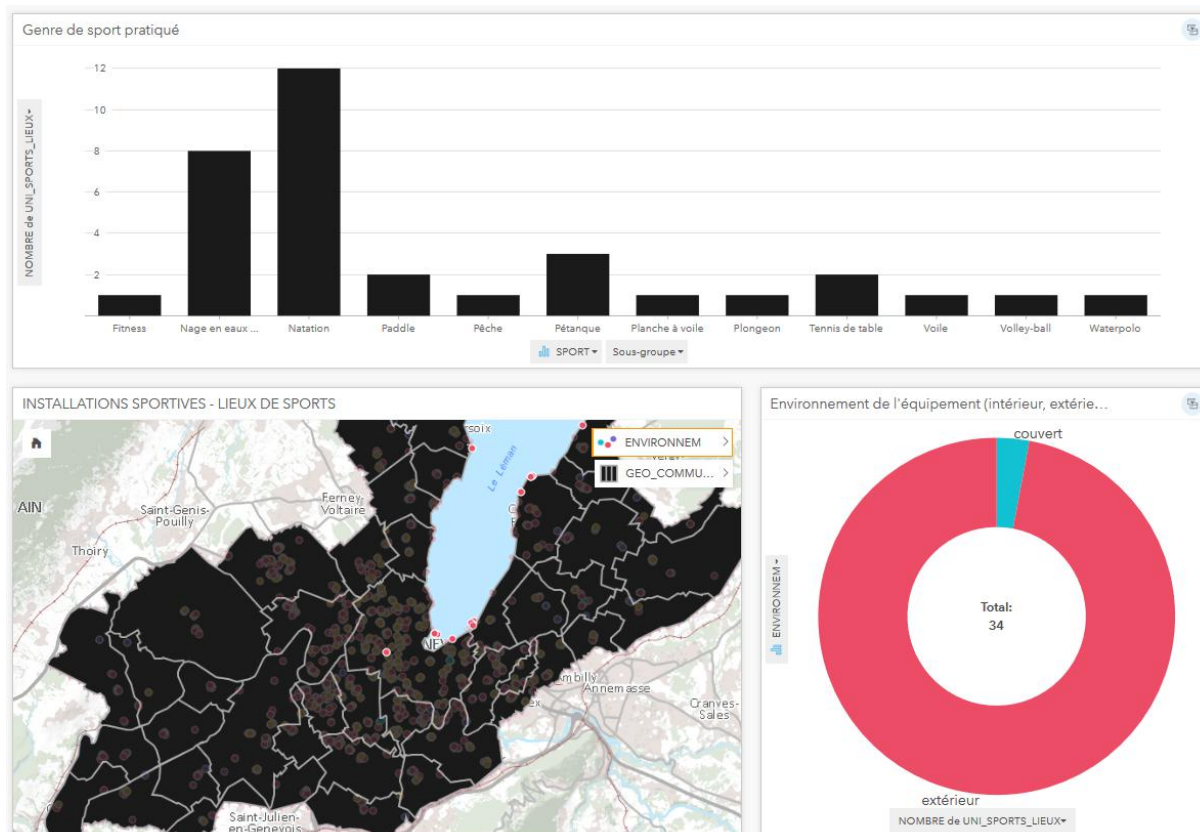 Genre de sport pratiqué
NOMBRE de UNI_SPORTS_LIEUX
12
10
8
6
4
2
Fitness
Nage en eaux ...
Natation
Paddle
Pêche
Pétanque
Planche à voile
Plongeon
Tennis de table
Voile
Volley-ball
Waterpolo
SPORT
Sous-groupe
INSTALLATIONS SPORTIVES - LIEUX DE SPORTS
ENVIRONNEM
GEO_COMMU...
Le Léman
AIN
Saint-Genis-
Pouilly
Ferney
Voltaire
Thoiry
Annemasse
Cranves-
Sales
Saint-Julien-
en-Genevois
Environnement de l'équipement (intérieur, extérie...
couvert
ENVIRONNEM
Total:
34
extérieur
NOMBRE de UNI_SPORTS_LIEUX